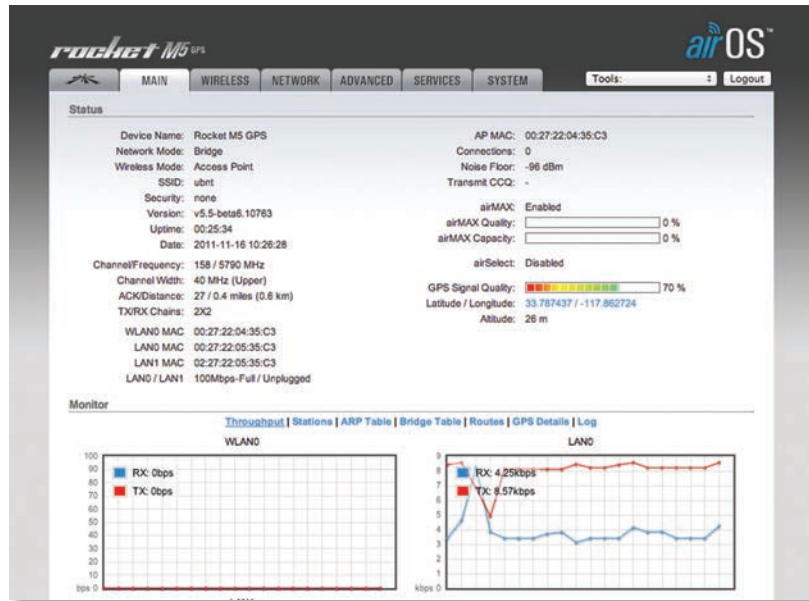 rocket M5 GPS
airOS™
MAIN WIRELESS NETWORK ADVANCED SERVICES SYSTEM Tools: Logout
Status
Device Name: Rocket M5 GPS
Network Mode: Bridge
Wireless Mode: Access Point
SSID: ubnt
Security: none
Version: v5.5-beta6.10763
Uptime: 00:25:34
Date: 2011-11-16 10:26:28
Channel/Frequency: 158 / 5790 MHz
Channel Width: 40 MHz (Upper)
ACK/Distance: 27 / 0.4 miles (0.6 km)
TX/RX Chains: 2X2
WLAN0 MAC 00:27:22:04:35:C3
LAN0 MAC 00:27:22:05:35:C3
LAN1 MAC 02:27:22:05:35:C3
LAN0 / LAN1 100Mbps-Full / Unplugged
AP MAC: 00:27:22:04:35:C3
Connections: 0
Noise Floor: -96 dBm
Transmit CCQ: -
airMAX: Enabled
airMAX Quality: 0 %
airMAX Capacity: 0 %
airSelect: Disabled
GPS Signal Quality: 70 %
Latitude / Longitude: 33.787437 / -117.862724
Altitude: 26 m
Monitor
Throughput | Stations | ARP Table | Bridge Table | Routes | GPS Details | Log
WLAN0
100
90
80
70
60
50
40
30
20
10
bps 0
RX: 0bps
TX: 0bps
LAN0
9
8
7
6
5
4
3
2
1
kbps 0
RX: 4.25kbps
TX: 8.57kbps